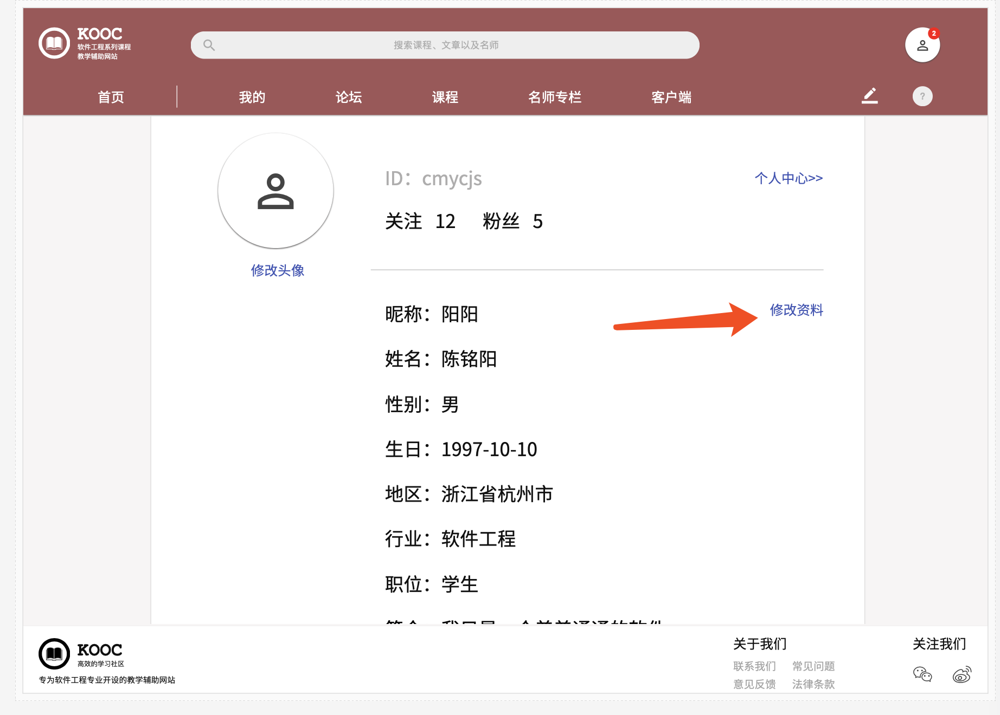 KOOC
软件工程系列课程
教学辅助网站
搜索课程、文章以及名师
2
首页
我的
论坛
课程
名师专栏
客户端
?
ID：cmycjs
个人中心>>
关注 12 粉丝 5
修改头像
昵称：阳阳
修改资料
姓名：陈铭阳
性别：男
生日：1997-10-10
地区：浙江省杭州市
行业：软件工程
职位：学生
KOOC
高效的学习社区
专为软件工程专业开设的教学辅助网站
关于我们
关注我们
联系我们 常见问题
意见反馈 法律条款